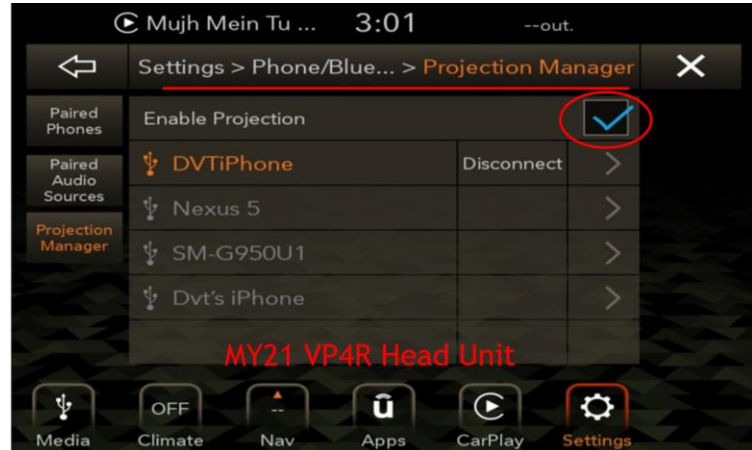 Mujh Mein Tu ... 3:01 --out.
Settings > Phone/Blue... > Projection Manager
Paired
Phones
Enable Projection
Paired
Audio
Sources
DVTiPhone Disconnect
Nexus 5
Projection
Manager
SM-G950U1
Dvt's iPhone
MY21 VP4R Head Unit
OFF -- û
Media Climate Nav Apps CarPlay Settings